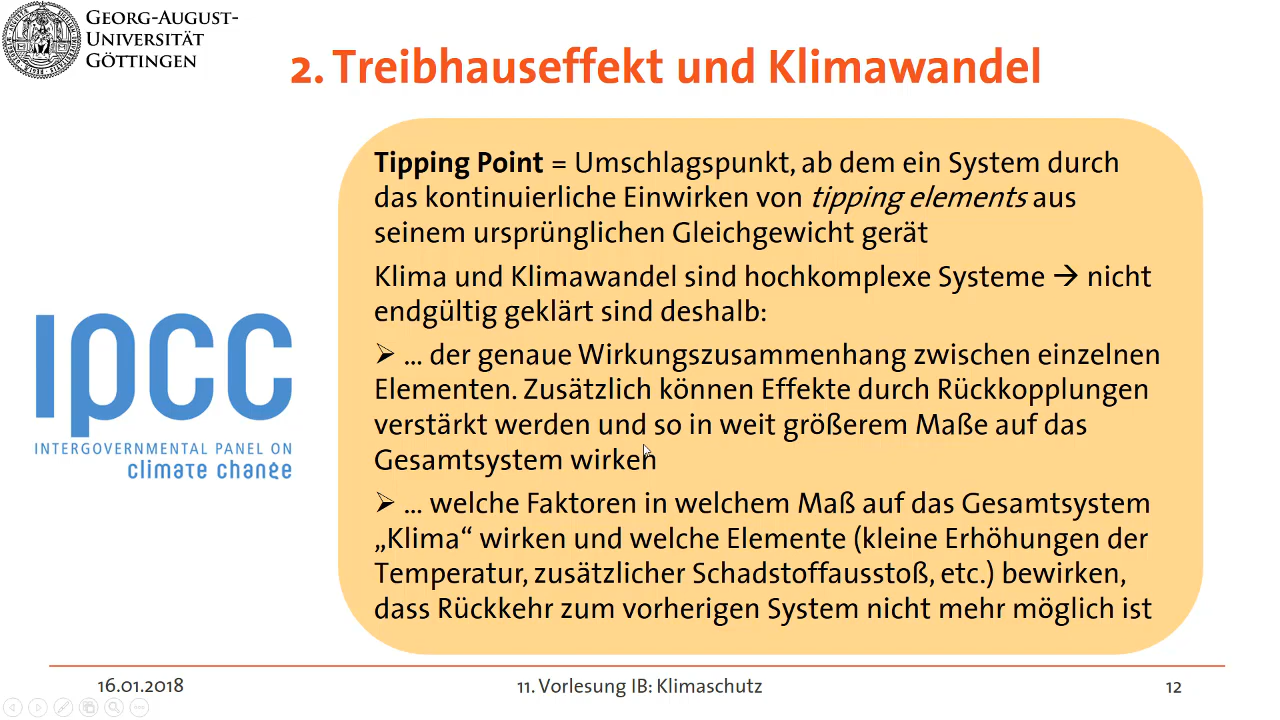 GEORG-AUGUST-
UNIVERSITÄT
GÖTTINGEN
2. Treibhauseffekt und Klimawandel
Tipping Point = Umschlagspunkt, ab dem ein System durch
das kontinuierliche Einwirken von tipping elements aus
seinem ursprünglichen Gleichgewicht gerät
Klima und Klimawandel sind hochkomplexe Systeme → nicht
endgültig geklärt sind deshalb:
➢ ... der genaue Wirkungszusammenhang zwischen einzelnen
Elementen. Zusätzlich können Effekte durch Rückkopplungen
verstärkt werden und so in weit größerem Maße auf das
Gesamtsystem wirken
➢ ... welche Faktoren in welchem Maß auf das Gesamtsystem
„Klima“ wirken und welche Elemente (kleine Erhöhungen der
Temperatur, zusätzlicher Schadstoffausstoß, etc.) bewirken,
dass Rückkehr zum vorherigen System nicht mehr möglich ist
ipcc
INTERGOVERNMENTAL PANEL ON
climate change
16.01.2018
11. Vorlesung IB: Klimaschutz
12